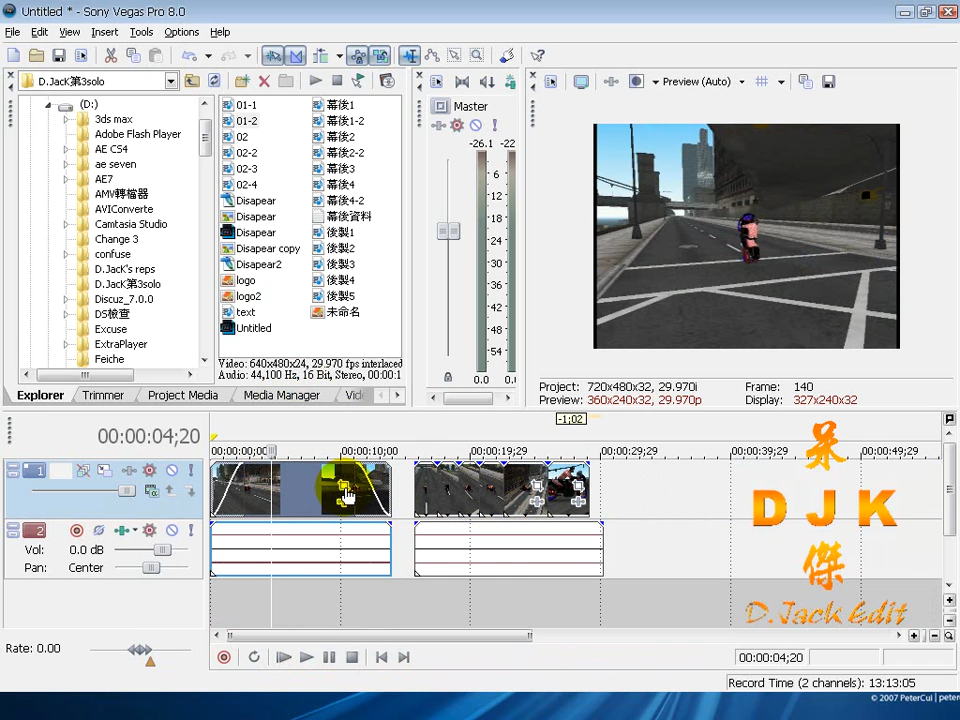 Untitled * - Sony Vegas Pro 8.0
File Edit View Insert Tools Options Help
D.JacK第3solo
(D:)
3ds max
Adobe Flash Player
AE CS4
ae seven
AE7
AMV轉檔器
AVIConverte
Camtasia Studio
Change 3
confuse
D.JacK's reps
D.JacK第3solo
Discuz_7.0.0
DS檢查
Excuse
ExtraPlayer
Feiche
01-1
01-2
02
02-2
02-3
02-4
Disapear
Disapear
Disapear
Disapear copy
Disapear2
logo
logo2
text
Untitled
幕後1
幕後1-2
幕後2
幕後2-2
幕後3
幕後4
幕後4-2
幕後資料
後製1
後製2
後製3
後製4
後製5
未命名
Video: 640x480x24, 29.970 fps interlaced
Audio: 44,100 Hz, 16 Bit, Stereo, 00:00:1
Explorer Trimmer Project Media Media Manager Vid
Master
-26.1 -22
6
12
18
24
30
36
42
48
54
0.0 0.
Preview (Auto)
Project: 720x480x32, 29.970i Frame: 140
Preview: 360x240x32, 29.970p Display: 327x240x32
-1;02
00:00:04;20
00:00:00;00 00:00:10;00 00:00:19;29 00:00:29;29 00:00:39;29 00:00:49;29
1
2
Vol: 0.0 dB
Pan: Center
呆
D J K
傑
D.Jack Edit
Rate: 0.00
00:00:04;20
Record Time (2 channels): 13:13:05
© 2007 PeterCui | peter